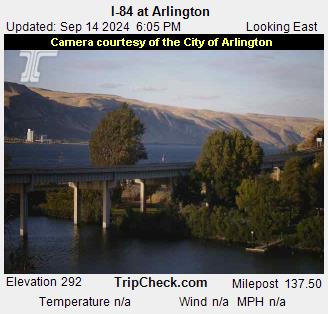 I-84 at Arlington
Updated: Sep 14 2024 6:05 PM Looking East
Camera courtesy of the City of Arlington
Elevation 292 TripCheck.com Milepost 137.50
Temperature n/a Wind n/a MPH n/a